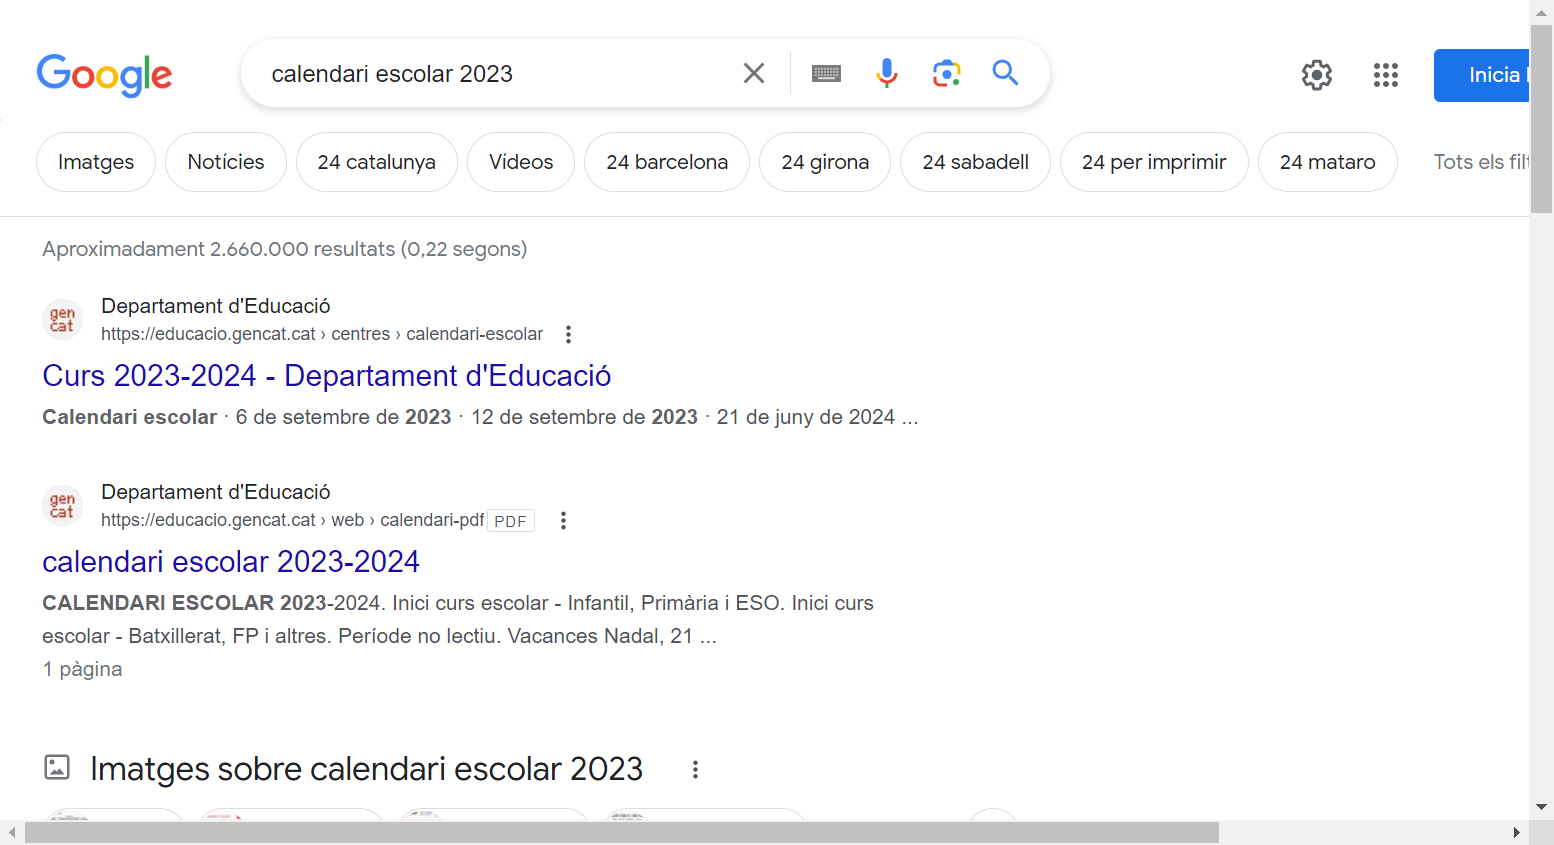 Google
calendari escolar 2023
Inicia
Imatges
Notícies
24 catalunya
Vídeos
24 barcelona
24 girona
24 sabadell
24 per imprimir
24 mataro
Tots els
Aproximadament 2.660.000 resultats (0,22 segons)
gencat
Departament d'Educació
https://educacio.gencat.cat › centres › calendari-escolar
Curs 2023-2024 - Departament d'Educació
Calendari escolar · 6 de setembre de 2023 · 12 de setembre de 2023 · 21 de juny de 2024 ...
gencat
Departament d'Educació
https://educacio.gencat.cat › web › calendari-pdf PDF
calendari escolar 2023-2024
CALENDARI ESCOLAR 2023-2024. Inici curs escolar - Infantil, Primària i ESO. Inici curs
escolar - Batxillerat, FP i altres. Període no lectiu. Vacances Nadal, 21 ...
1 pàgina
Imatges sobre calendari escolar 2023